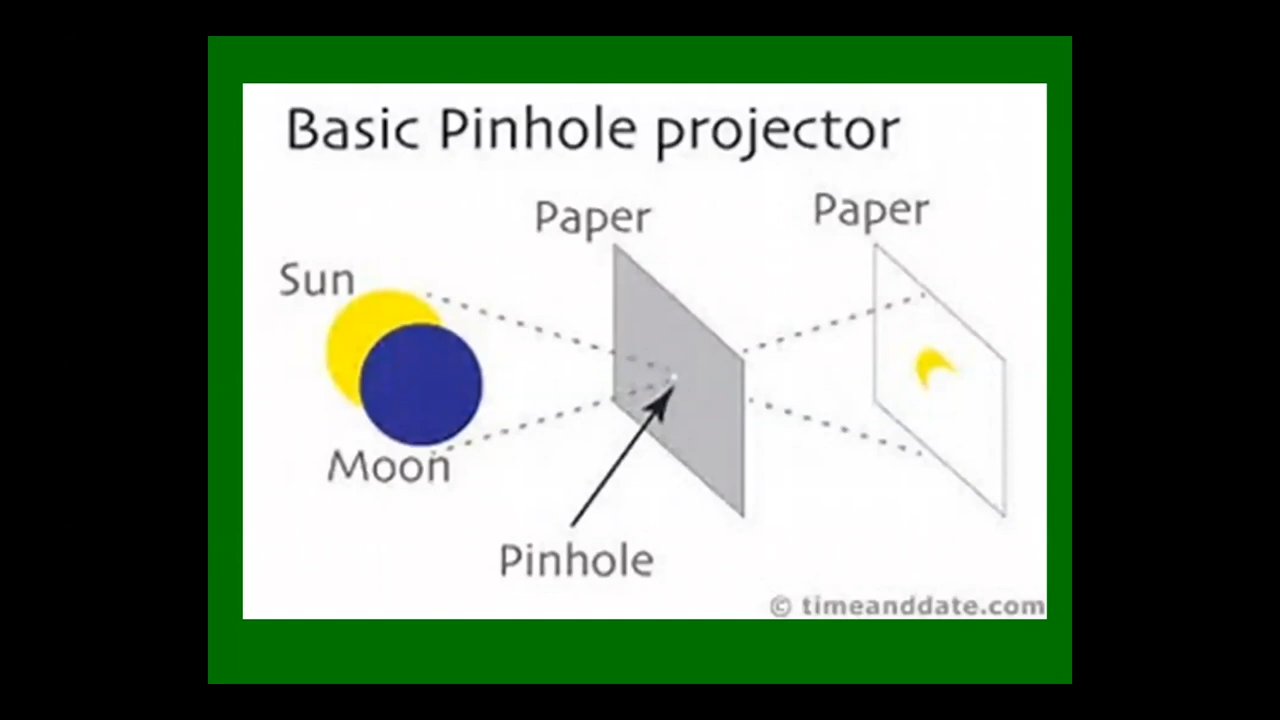 Basic Pinhole projector
Paper
Paper
Sun
Moon
Pinhole
© timeanddate.com